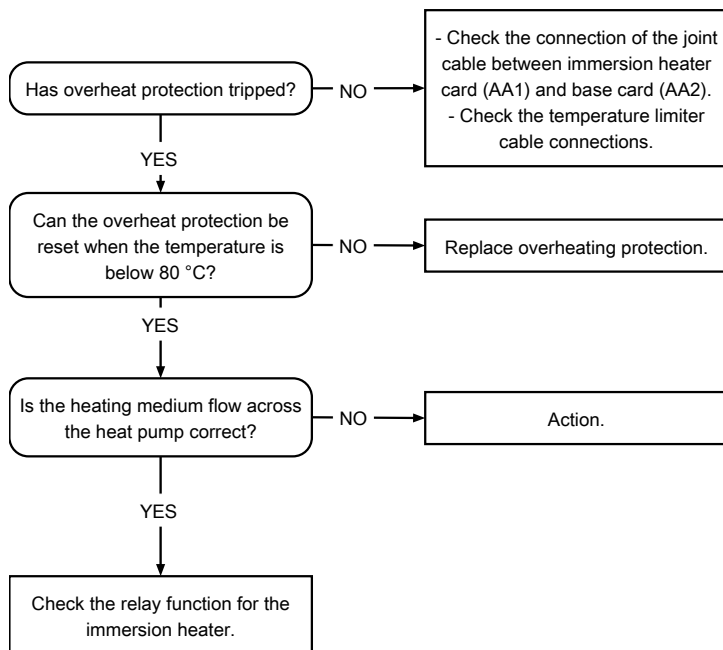 Has overheat protection tripped?
NO
- Check the connection of the joint
cable between immersion heater
card (AA1) and base card (AA2).
- Check the temperature limiter
cable connections.
YES
Can the overheat protection be
reset when the temperature is
below 80 °C?
NO
Replace overheating protection.
YES
Is the heating medium flow across
the heat pump correct?
NO
Action.
YES
Check the relay function for the
immersion heater.